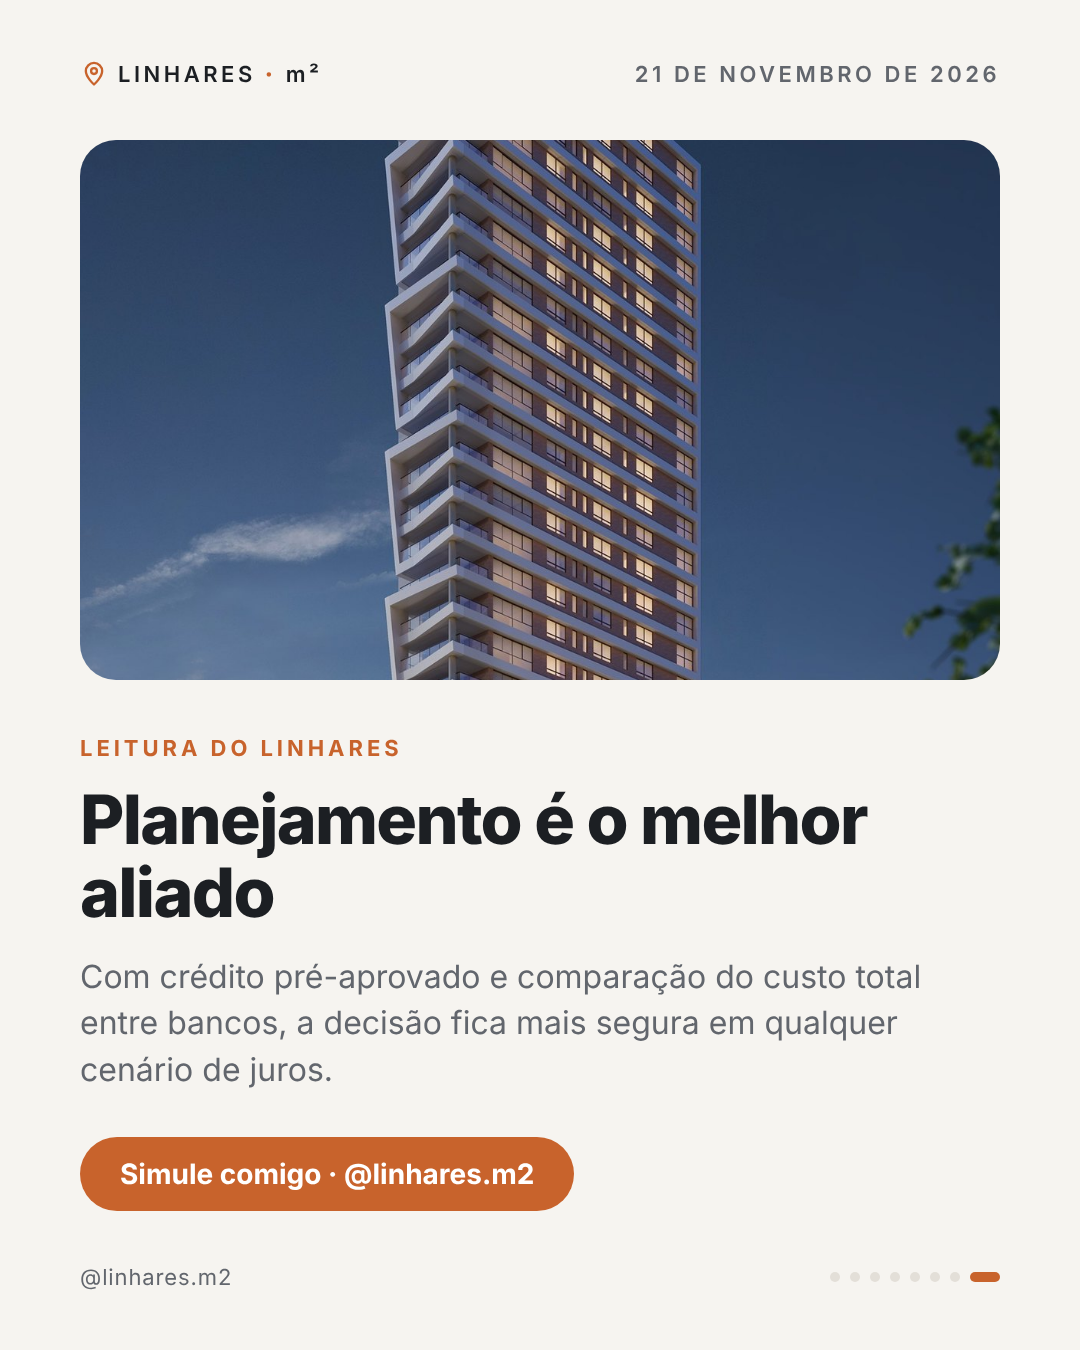 LINHARES · m²
21 DE NOVEMBRO DE 2026
LEITURA DO LINHARES
Planejamento é o melhor
aliado
Com crédito pré-aprovado e comparação do custo total
entre bancos, a decisão fica mais segura em qualquer
cenário de juros.
Simule comigo · @linhares.m2
@linhares.m2